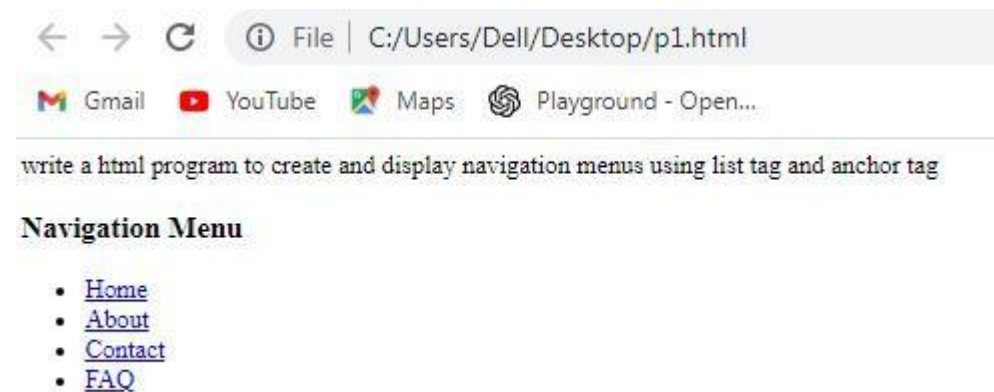 File | C:/Users/Dell/Desktop/p1.html
Gmail YouTube Maps Playground - Open...
write a html program to create and display navigation menus using list tag and anchor tag
Navigation Menu
• Home
• About
• Contact
• FAQ